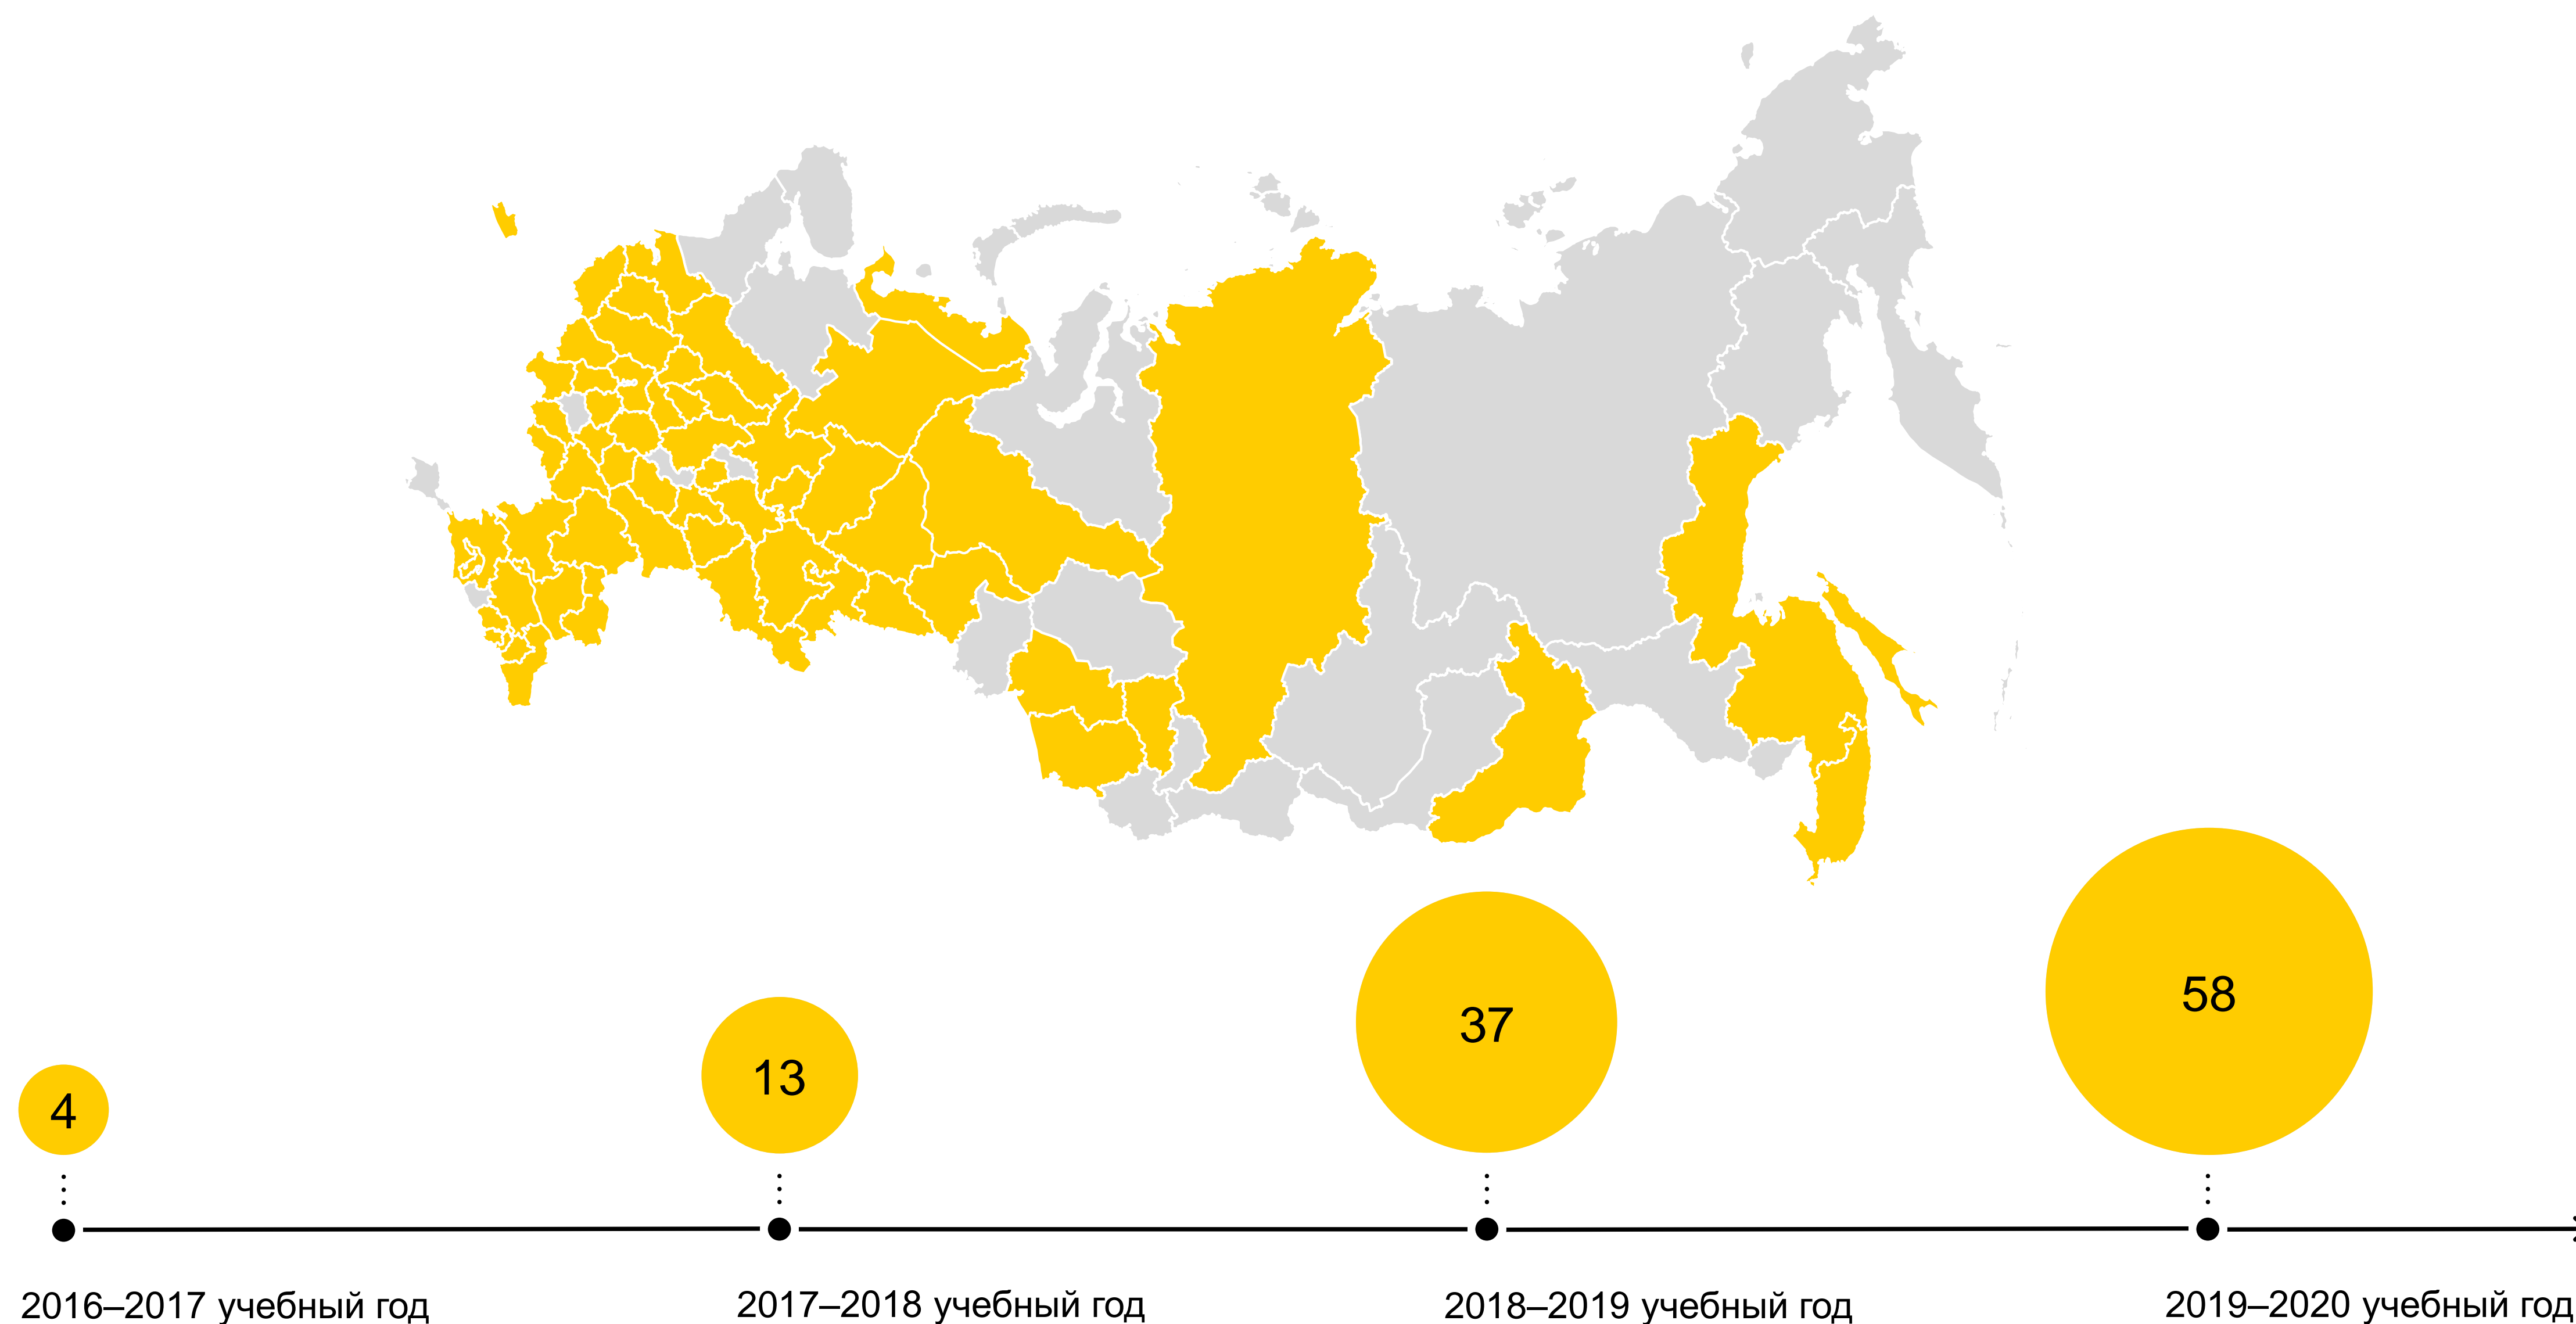 4
13
37
58
2016–2017 учебный год
2017–2018 учебный год
2018–2019 учебный год
2019–2020 учебный год